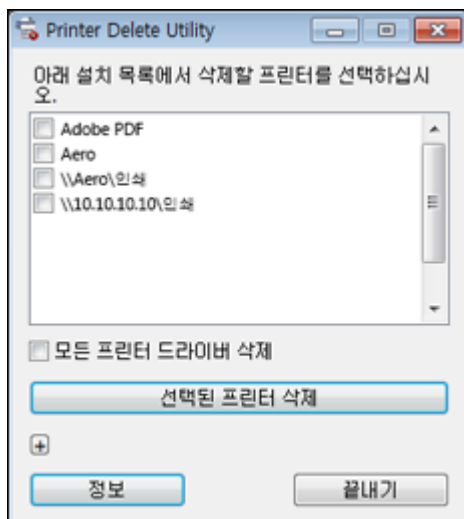 Printer Delete Utility
아래 설치 목록에서 삭제할 프린터를 선택하십시
오.
Adobe PDF
Aero
\\Aero\인쇄
\\10.10.10.10\인쇄
모든 프린터 드라이버 삭제
선택된 프린터 삭제
정보
끝내기